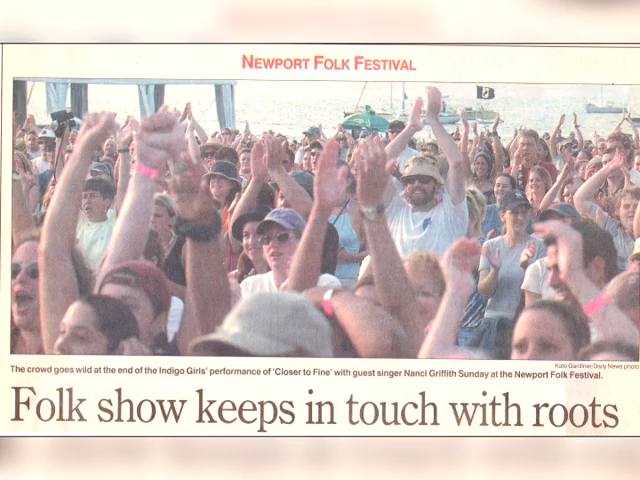 NEWPORT FOLK FESTIVAL
Kate Gardiner/Daily News photo
The crowd goes wild at the end of the Indigo Girls' performance of 'Closer to Fine' with guest singer Nanci Griffith Sunday at the Newport Folk Festival.
Folk show keeps in touch with roots